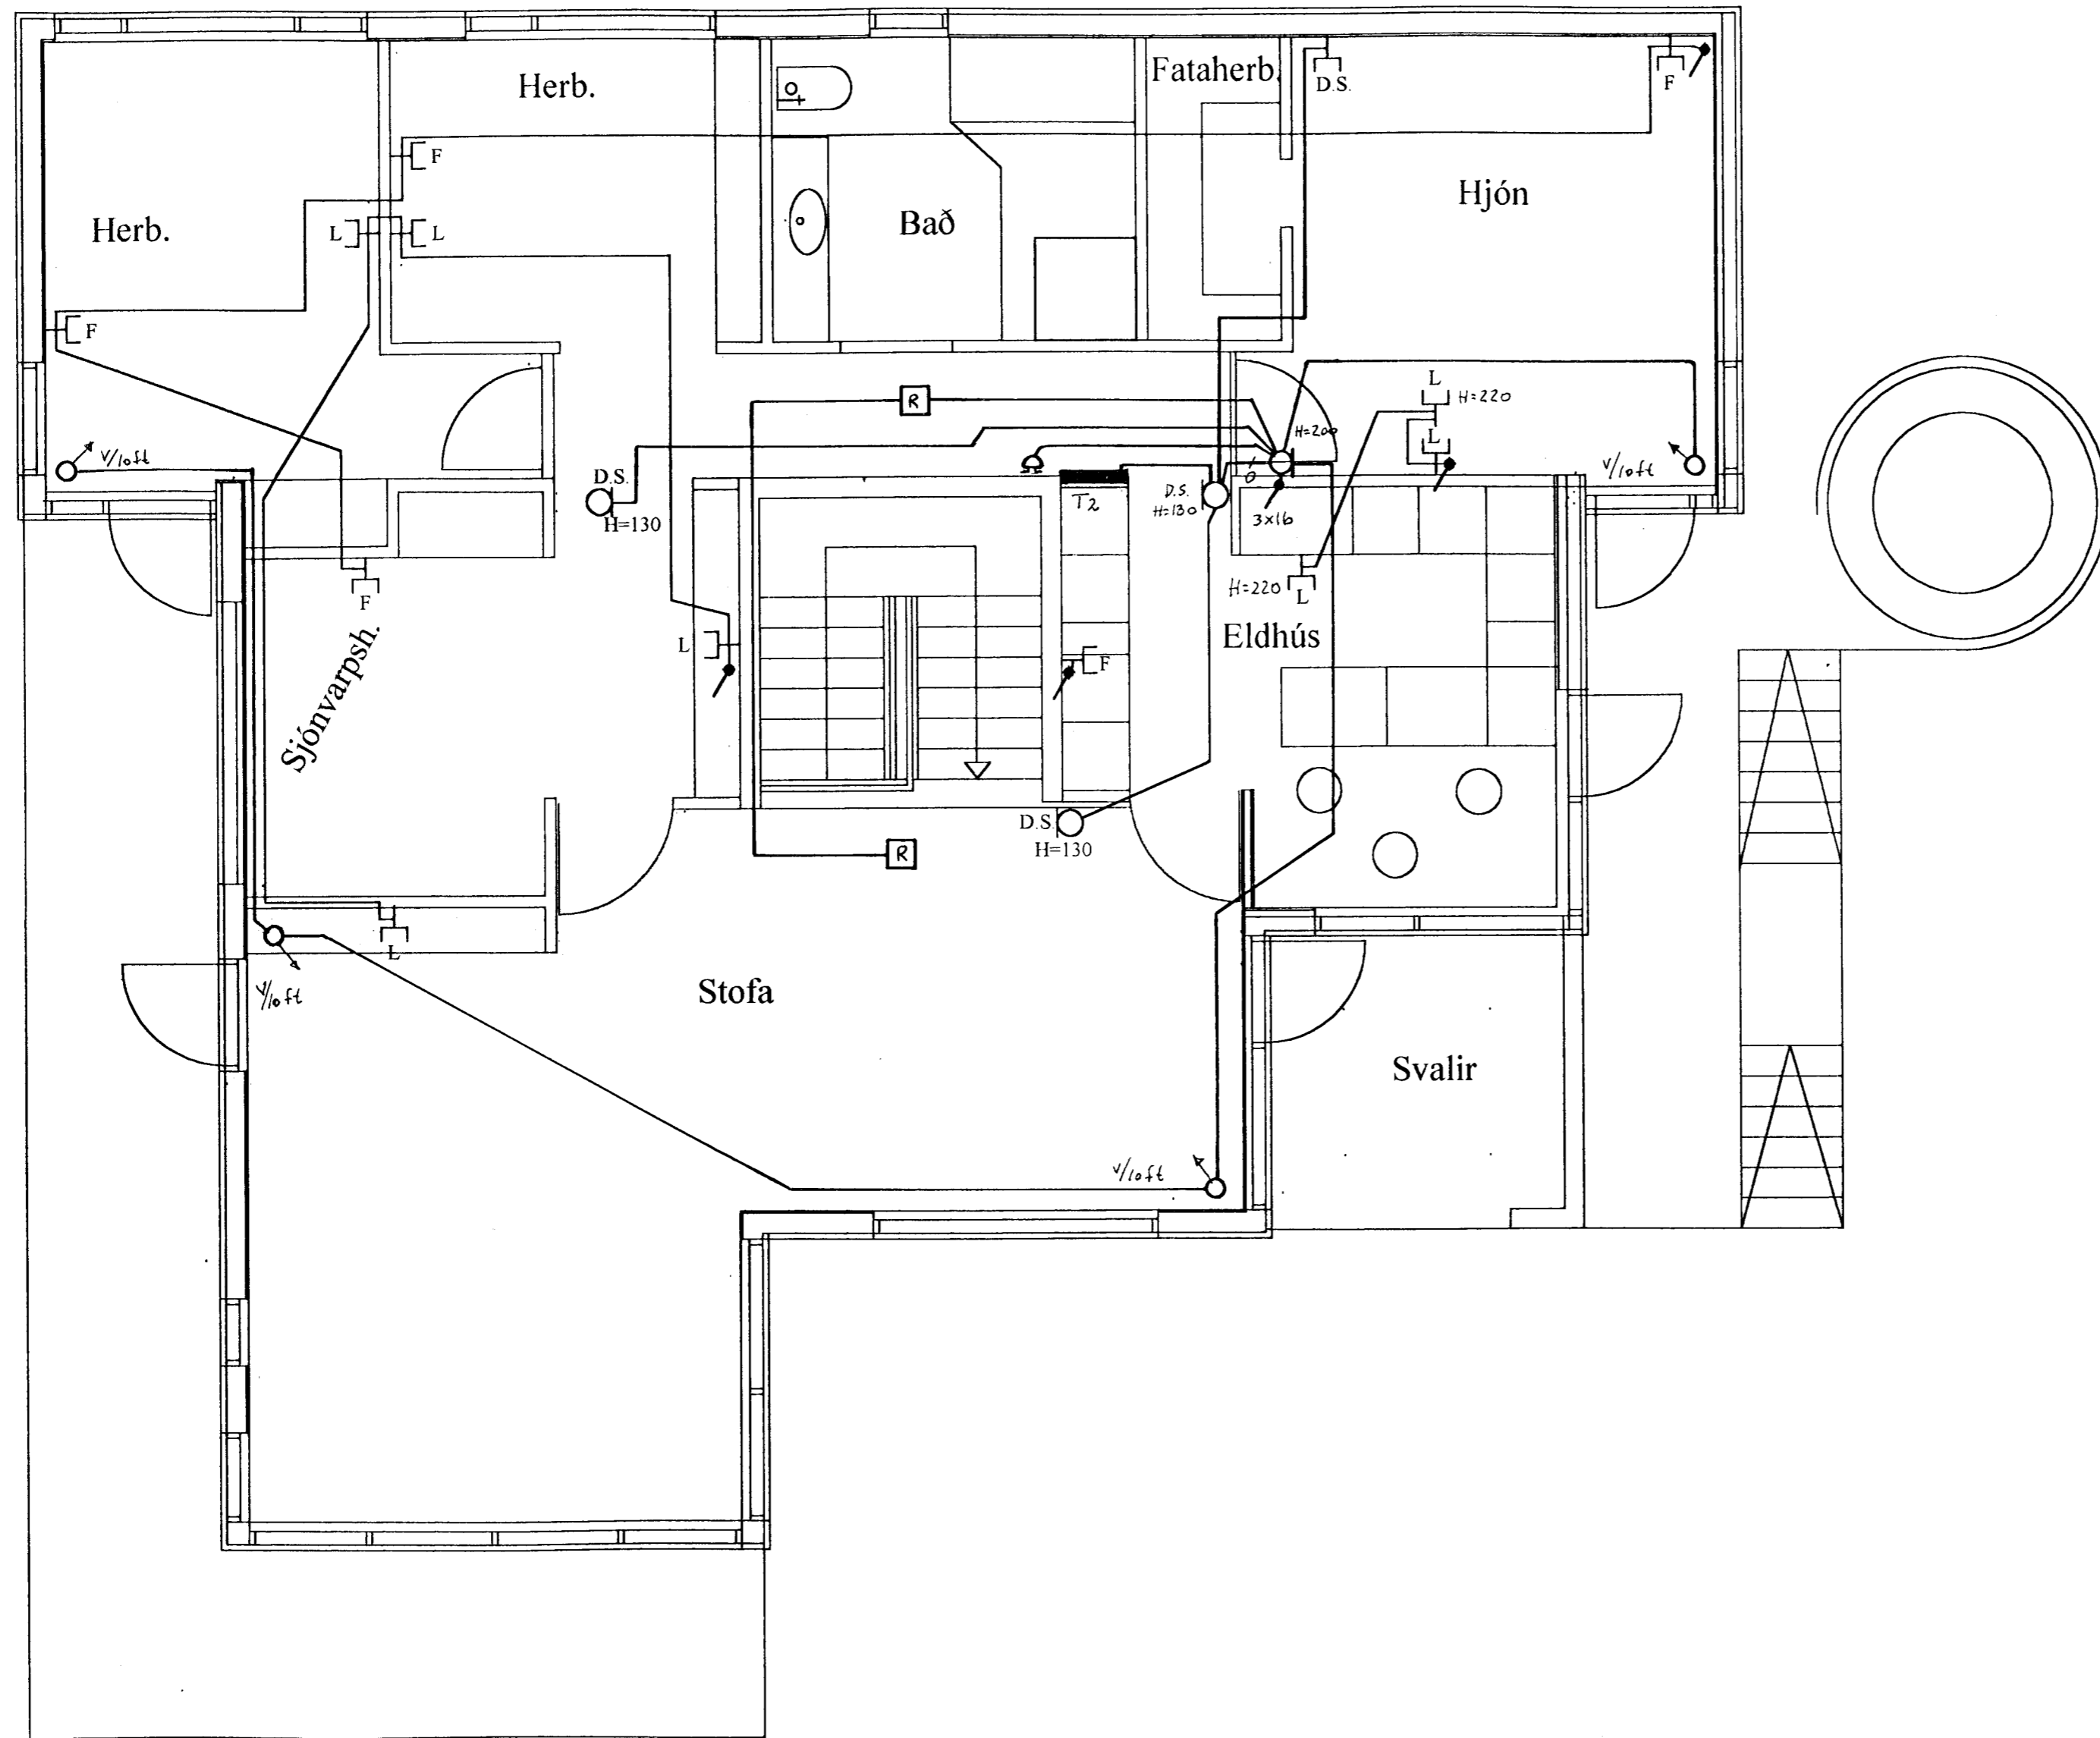 Herb.
Fataherb.
D.S.
F
F
Hjón
Herb.
L
L
Bað
F
L
H=220
R
L
H=200
V/loft
V/loft
D.S.
H=130
T2
D.S.
H=130
3x16
F
H=220
L
Eldhús
L
F
Sjónvarpsh.
D.S.
H=130
R
L
V/loft
Stofa
Svalir
V/loft